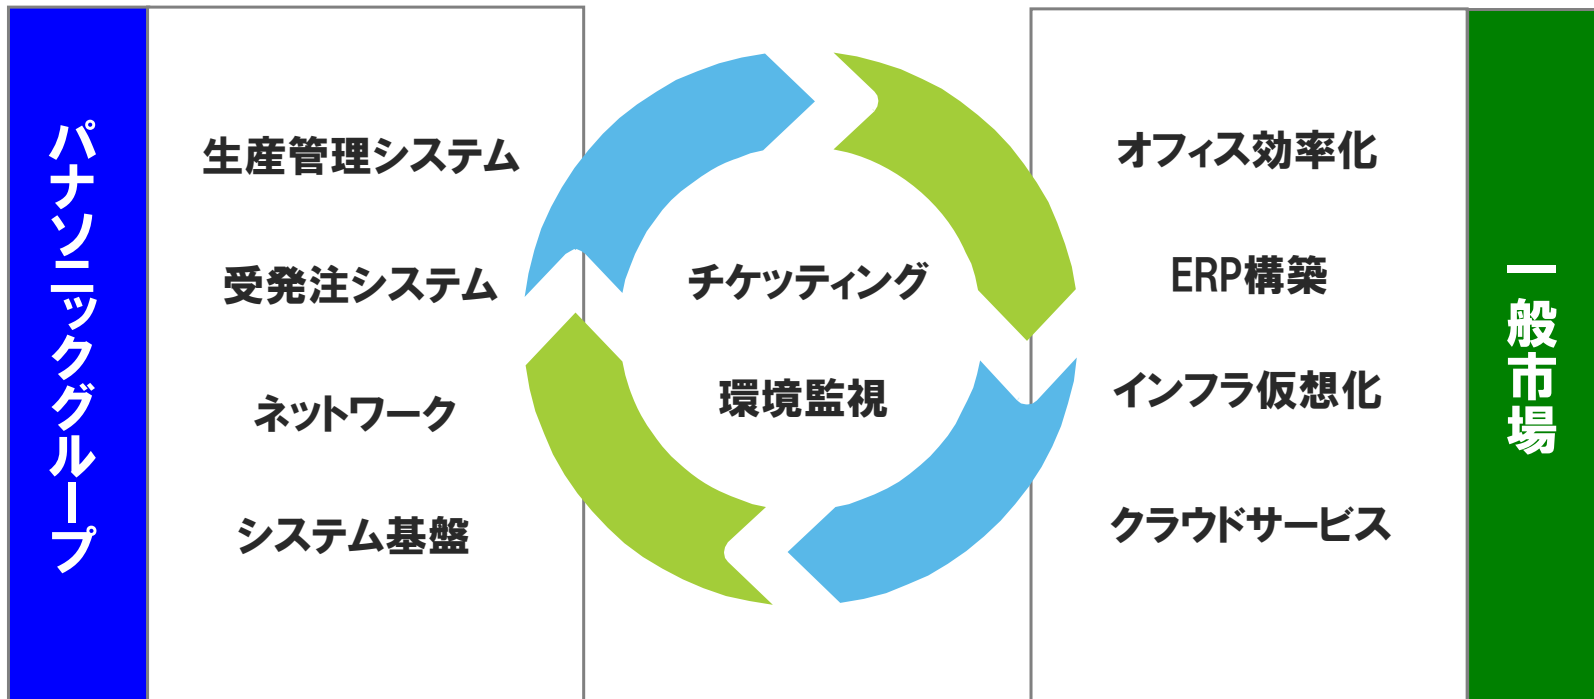 パナソニックグループ
生産管理システム
受発注システム
ネットワーク
システム基盤
チケッティング
環境監視
オフィス効率化
ERP構築
インフラ仮想化
クラウドサービス
一般市場